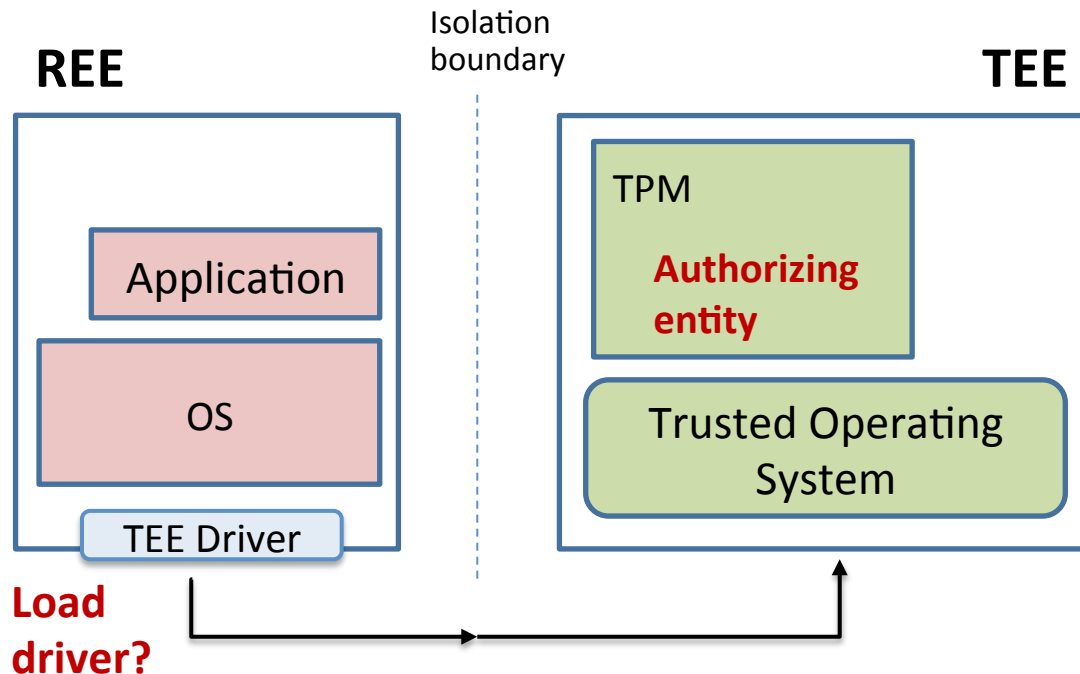 Isolation
boundary
REE
TEE
TPM
Authorizing
entity
Application
OS
Trusted Operating
System
TEE Driver
Load
driver?